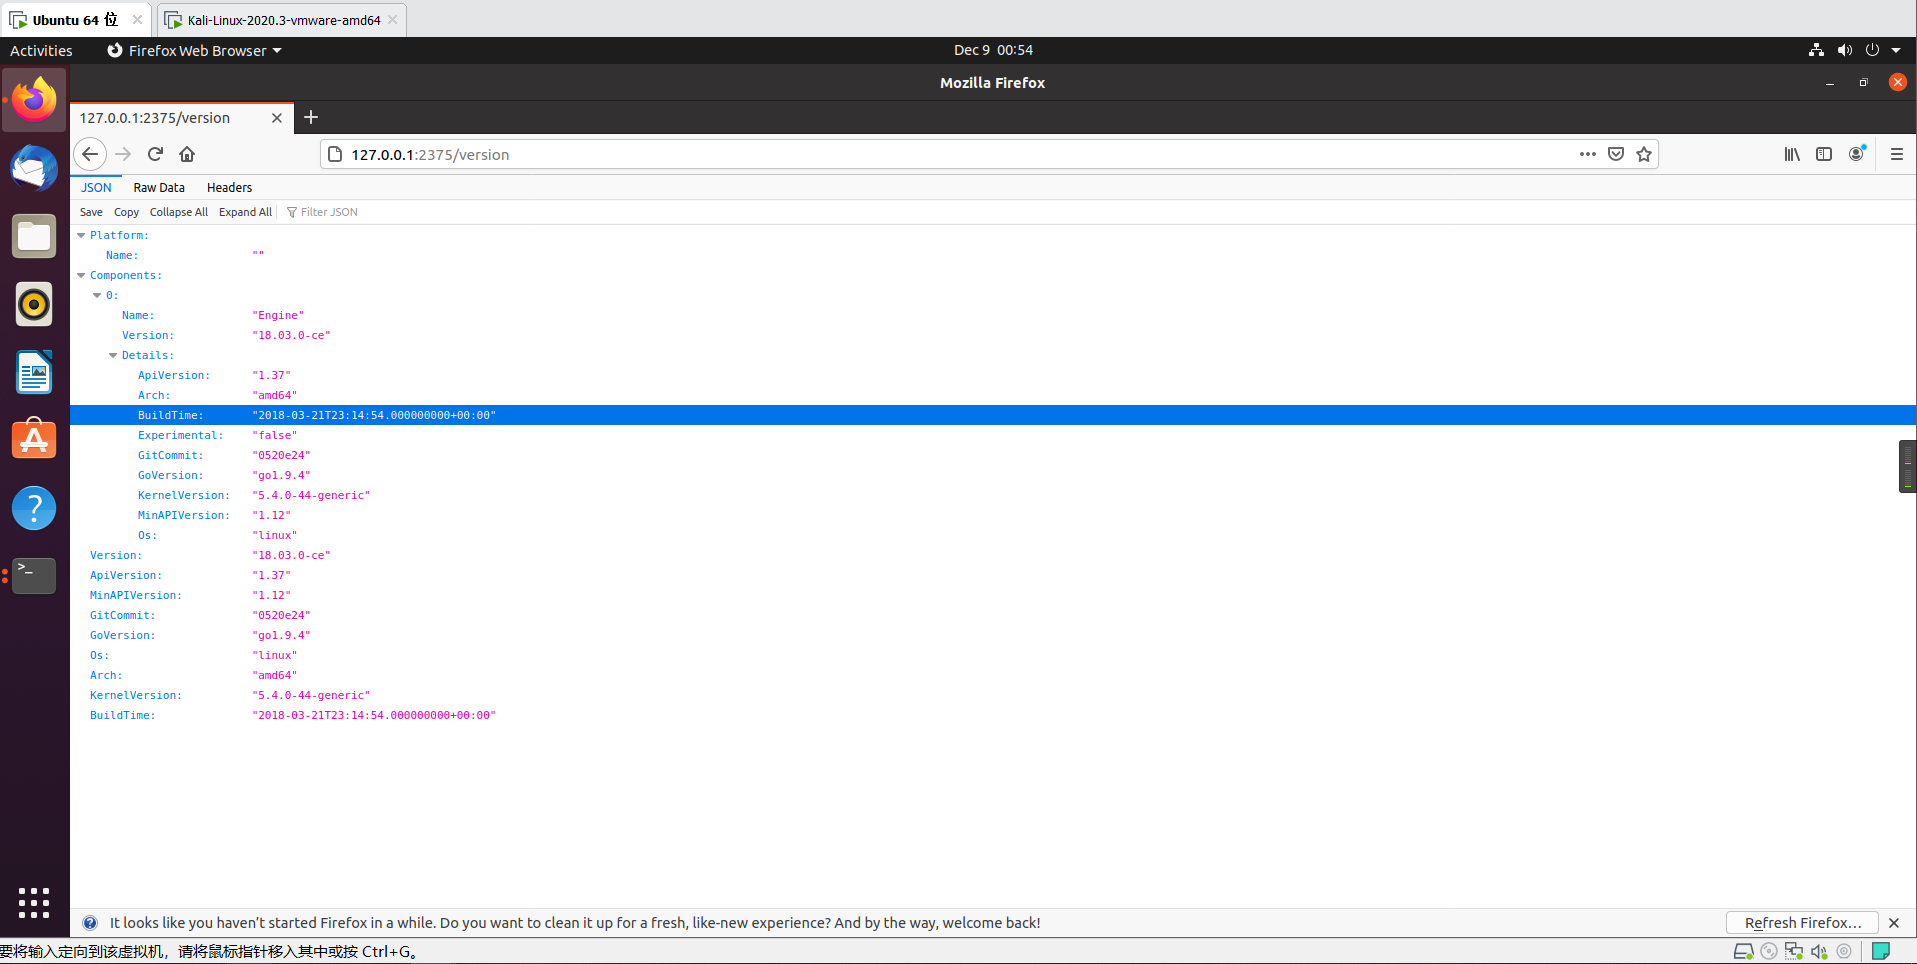 Ubuntu 64 位
Kali-Linux-2020.3-vmware-amd64
Activities
Firefox Web Browser
Dec 9 00:54
Mozilla Firefox
127.0.0.1:2375/version
127.0.0.1:2375/version
JSON Raw Data Headers
Save Copy Collapse All Expand All Filter JSON
Platform:
Name: ""
Components:
0:
Name: "Engine"
Version: "18.03.0-ce"
Details:
ApiVersion: "1.37"
Arch: "amd64"
BuildTime: "2018-03-21T23:14:54.000000000+00:00"
Experimental: "false"
GitCommit: "0520e24"
GoVersion: "go1.9.4"
KernelVersion: "5.4.0-44-generic"
MinAPIVersion: "1.12"
Os: "linux"
Version: "18.03.0-ce"
ApiVersion: "1.37"
MinAPIVersion: "1.12"
GitCommit: "0520e24"
GoVersion: "go1.9.4"
Os: "linux"
Arch: "amd64"
KernelVersion: "5.4.0-44-generic"
BuildTime: "2018-03-21T23:14:54.000000000+00:00"
It looks like you haven’t started Firefox in a while. Do you want to clean it up for a fresh, like-new experience? And by the way, welcome back!
Refresh Firefox…
要将输入定向到该虚拟机，请将鼠标指针移入其中或按 Ctrl+G。